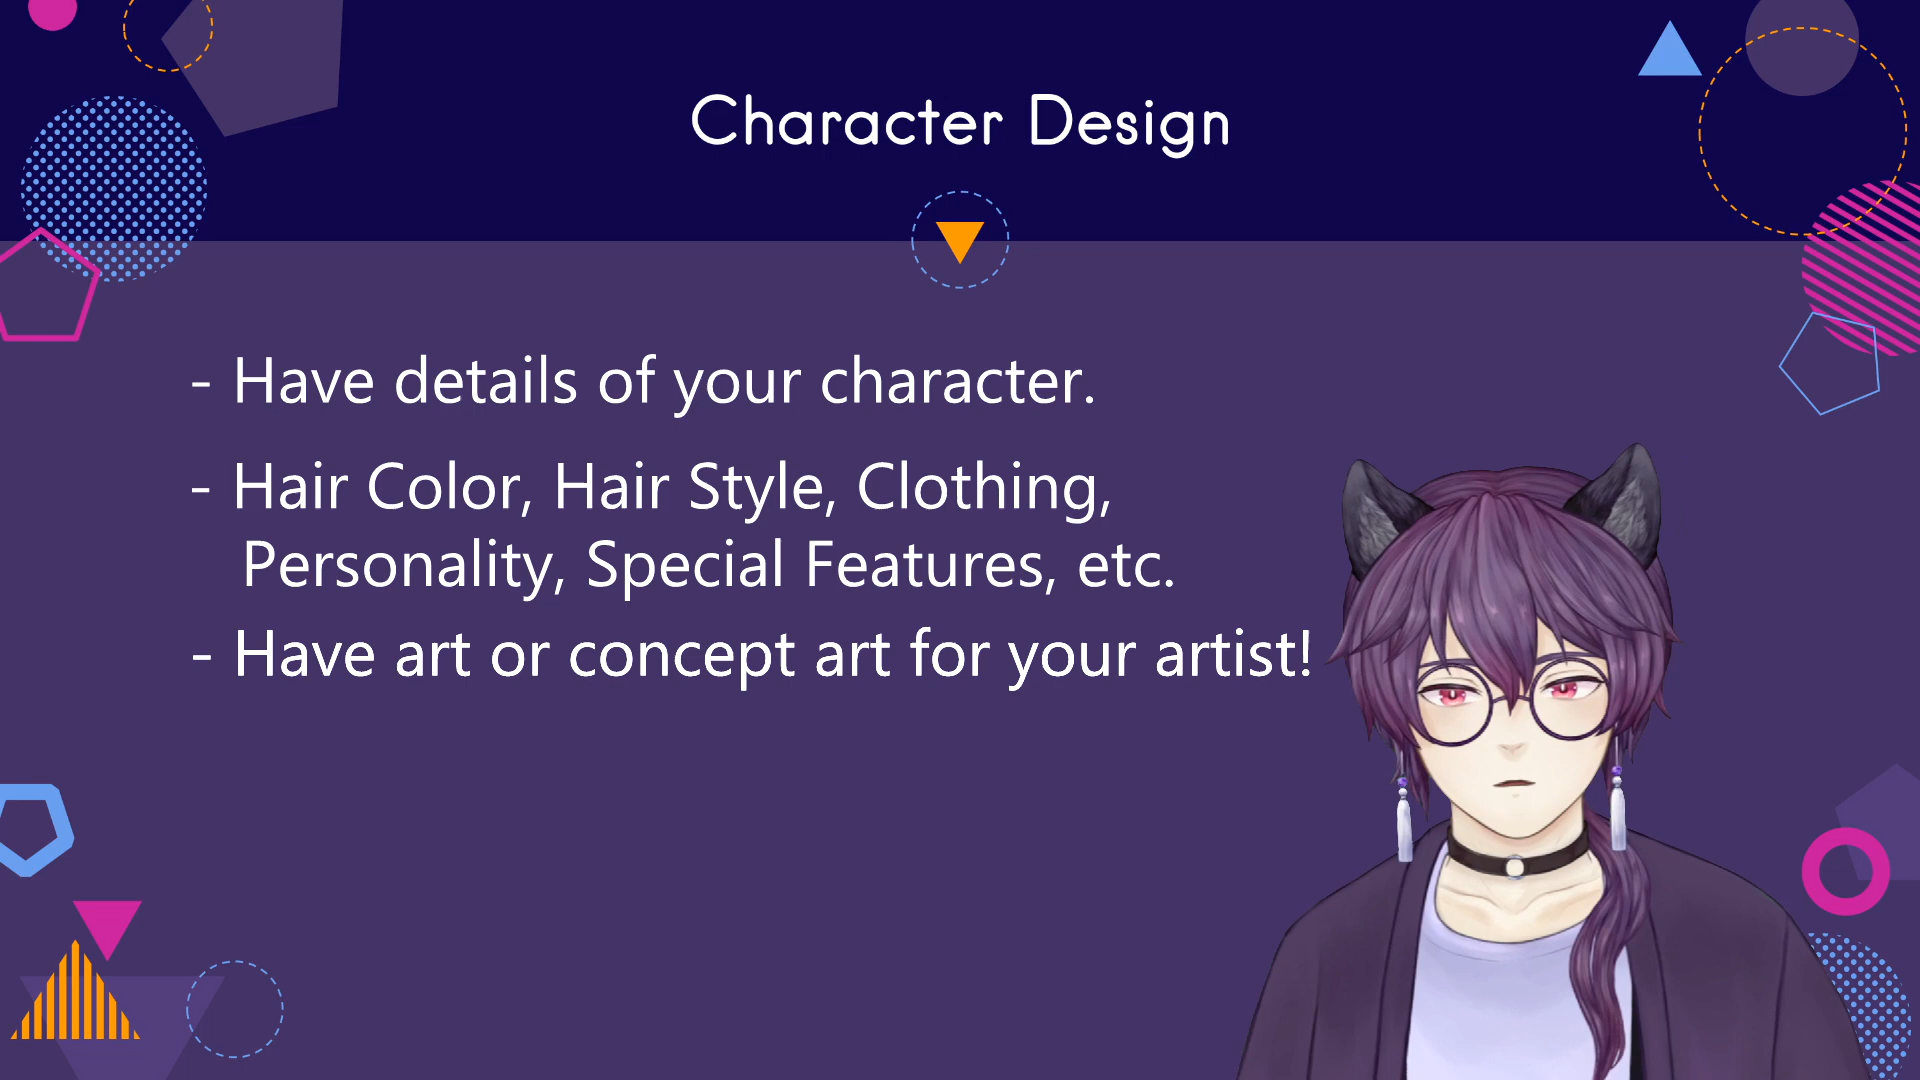 Character Design
- Have details of your character.
- Hair Color, Hair Style, Clothing,
Personality, Special Features, etc.
- Have art or concept art for your artist!